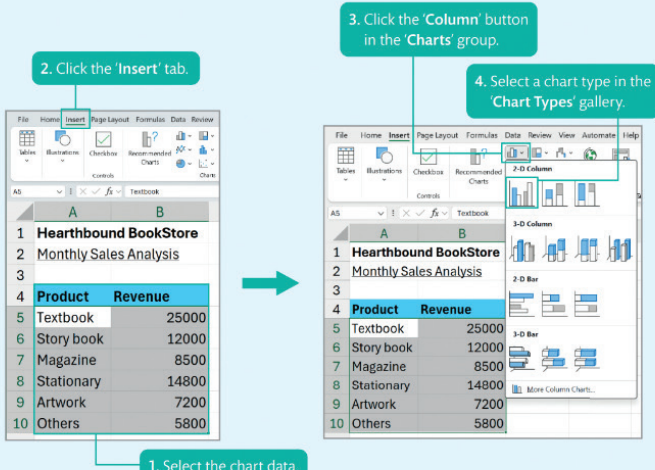 3. Click the 'Column' button
in the 'Charts' group.
2. Click the 'Insert' tab.
4. Select a chart type in the
'Chart Types' gallery.
File Home Insert Page Layout Formulas Data Review
Tables Illustrations Checkbox Recommended
Charts
Controls Charts
A5 Textbook
A B
1 Hearthbound BookStore
2 Monthly Sales Analysis
3
4 Product Revenue
5 Textbook 25000
6 Story book 12000
7 Magazine 8500
8 Stationary 14800
9 Artwork 7200
10 Others 5800
1. Select the chart data.
File Home Insert Page Layout Formulas Data Review View Automate Help
Tables Illustrations Checkbox Recommended
Charts
Controls
A5 fx Textbook
A B
1 Hearthbound BookStore
2 Monthly Sales Analysis
3
4 Product Revenue
5 Textbook 25000
6 Story book 12000
7 Magazine 8500
8 Stationary 14800
9 Artwork 7200
10 Others 5800
2-D Column
3-D Column
2-D Bar
3-D Bar
More Column Charts...